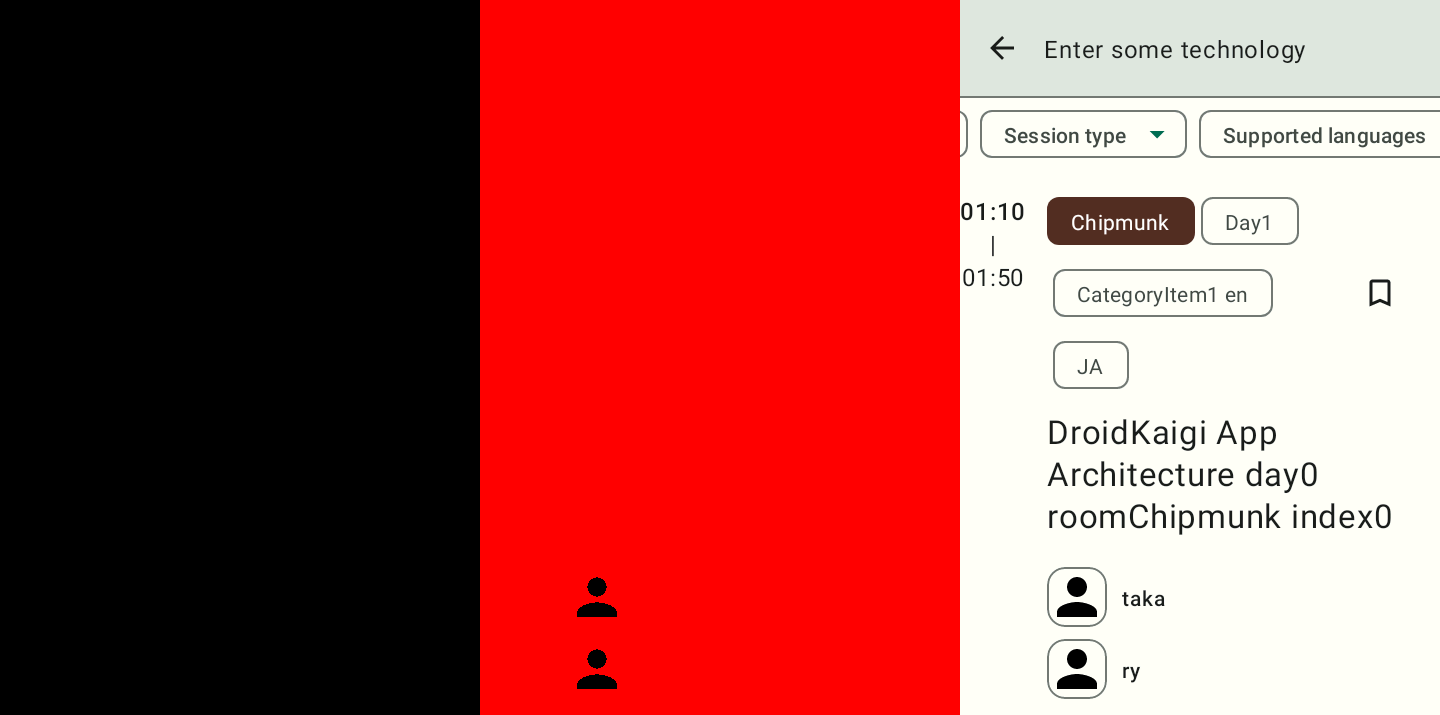 Enter some technology
Session type
Supported languages
01:10
|
01:50
Chipmunk
Day1
CategoryItem1 en
JA
DroidKaigi App
Architecture day0
roomChipmunk index0
taka
ry